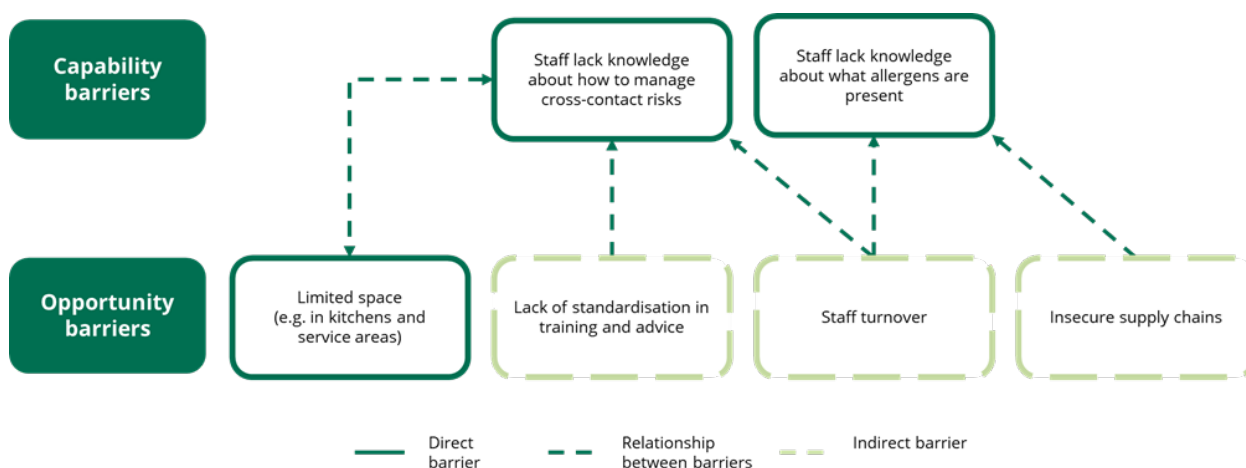 Capability
barriers
Staff lack knowledge
about how to manage
cross-contact risks
Staff lack knowledge
about what allergens are
present
Opportunity
barriers
Limited space
(e.g. in kitchens and
service areas)
Lack of standardisation in
training and advice
Staff turnover
Insecure supply chains
Direct
barrier
Relationship
between barriers
Indirect barrier